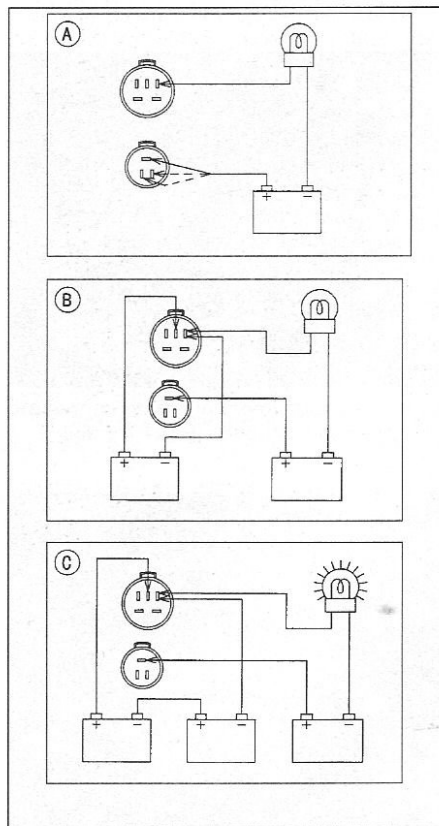 A
+ −
B
+ − + −
C
+ − + − + −